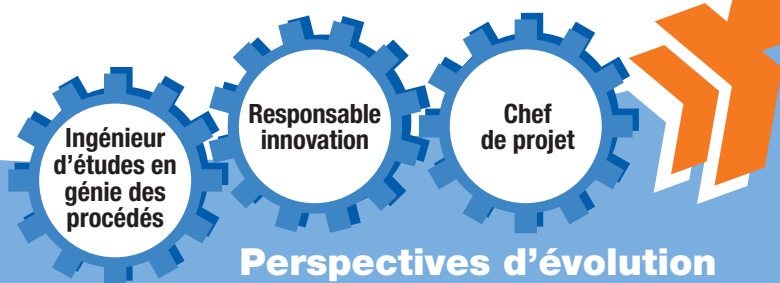 Ingénieur
d'études en
génie des
procédés
Responsable
innovation
Chef
de projet
Perspectives d'évolution